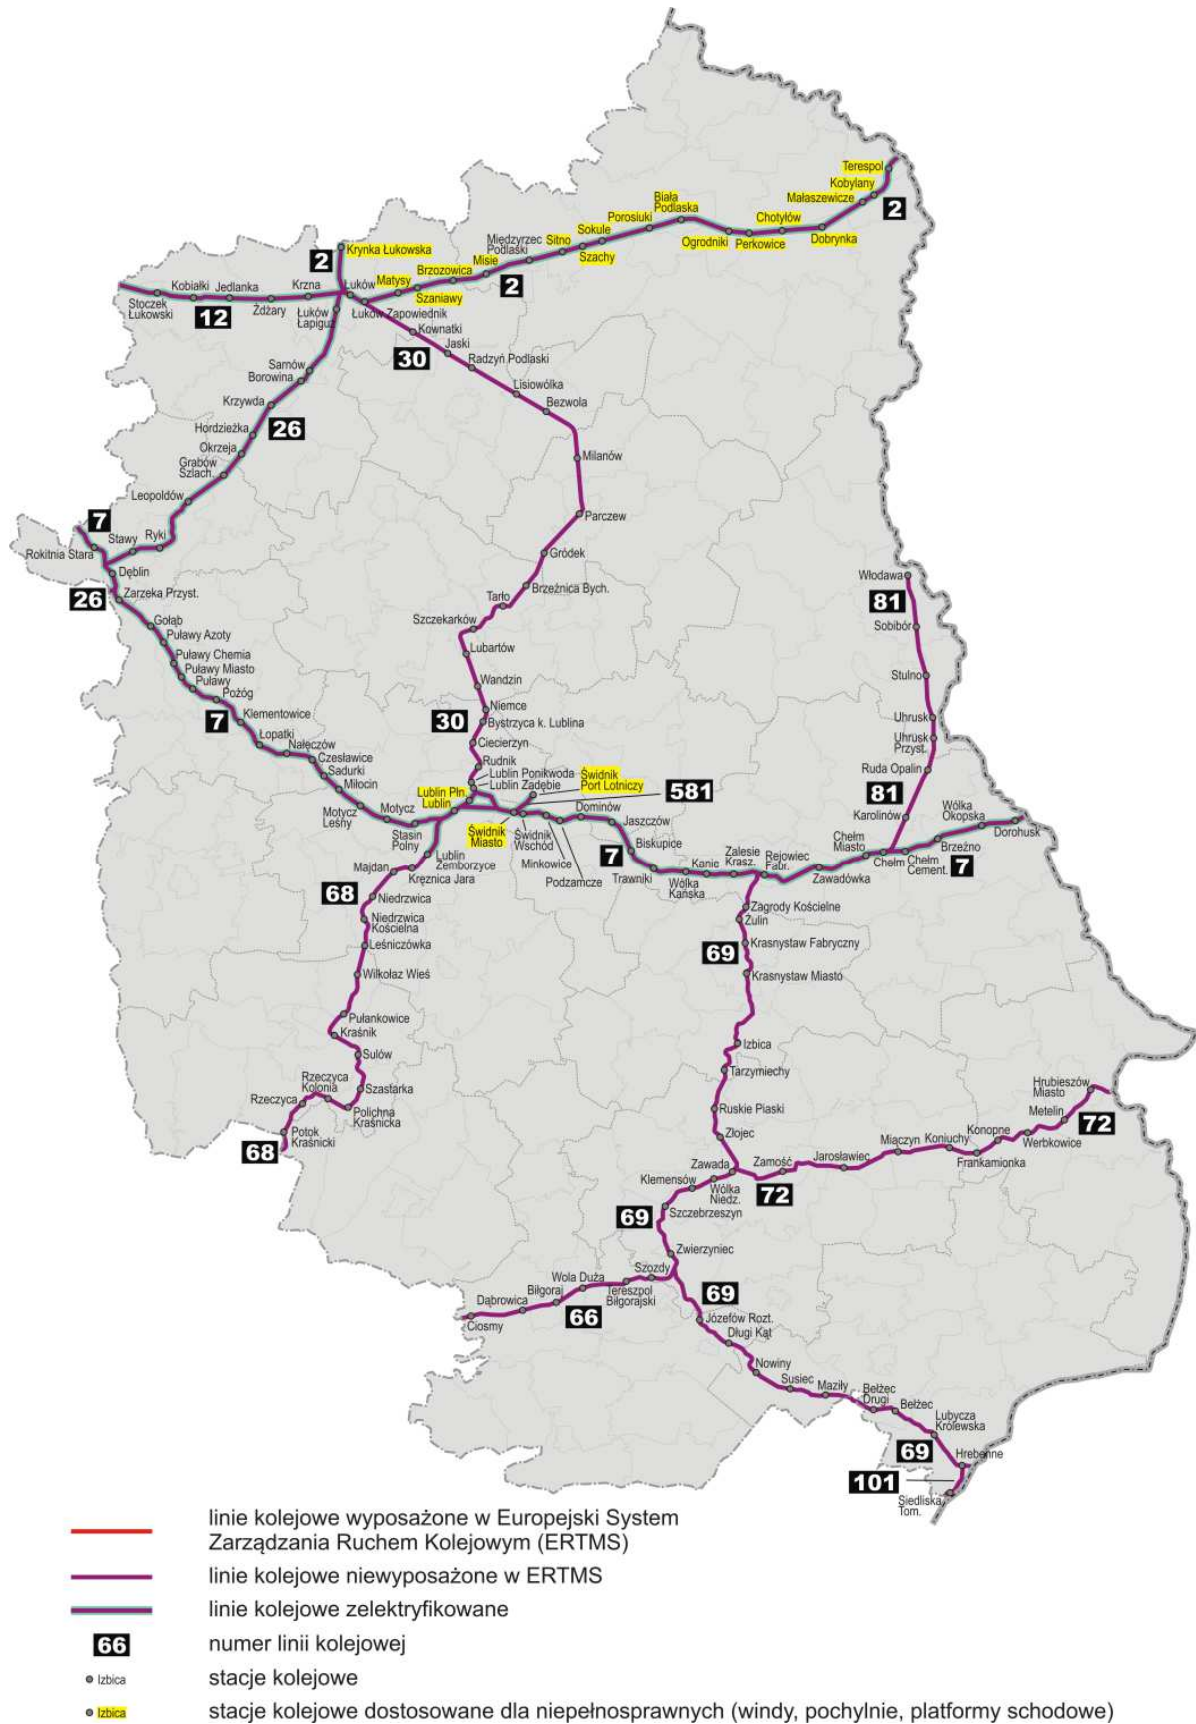 Terespol
Kobylany
Małaszewicze
2
Biała
Podlaska
Porosiuki
Chotyłów
Sokule
Sitno
Ogrodniki
Perkowice
Dobrynka
Międzyrzec
Podlaski
Szachy
Krynka Łukowska
2
Misie
Brzozowica
2
Matysy
Szaniawy
Kobiałki
Jedlanka
Krzna
Łuków
Stoczek
Łukowski
12
Żdżary
Łuków
Łapiguz
Łuków Zapowiednik
Kownatki
30
Jaski
Radzyń Podlaski
Sarnów
Borowina
Lisiowólka
Krzywda
Bezwola
26
Hordzieżka
Okrzeja
Grabów
Szlach.
Milanów
Leopoldów
Parczew
7
Stawy
Ryki
Rokitnia Stara
Gródek
Dęblin
Włodawa
26
Zarzeka Przyst.
Brzeźnica Bych.
Tarło
81
Gołąb
Szczekarków
Sobibór
Puławy Azoty
Lubartów
Puławy Chemia
Puławy Miasto
Puławy
Stulno
Wandzin
Pożóg
Niemce
7
Klementowice
30
Bystrzyca k. Lublina
Uhrusk
Łopatki
Nałęczów
Ciecierzyn
Uhrusk
Przyst.
Czesławice
Rudnik
Sadurki
Lublin Ponikwoda
Świdnik
Port Lotniczy
Ruda Opalin
Miłocin
Lublin Zadębie
581
Lublin Płn.
Lublin
81
Motycz
Leśny
Motycz
Dominów
Karolinów
Wólka
Okopska
Stasin
Polny
Świdnik
Miasto
Świdnik
Wschód
Jaszczów
Dorohusk
Chełm
Miasto
Minkowice
7
Biskupice
Zalesie
Krasz.
Rejowiec
Fabr.
Brzeźno
Lublin
Zemborzyce
Kanie
Chełm
Chełm
Cement.
7
Majdan
Kręznica Jara
Podzamcze
Trawniki
Wólka
Kańska
Zawadówka
68
Niedrzwica
Zagrody Kościelne
Niedrzwica
Kościelna
Żulin
Leśniczówka
69
Krasnystaw Fabryczny
Wilkołaz Wieś
Krasnystaw Miasto
Pułankowice
Kraśnik
Izbica
Sulów
Tarzymiechy
Rzeczyca
Kolonia
Szastarka
Hrubieszów
Miasto
Rzeczyca
Ruskie Piaski
Metelin
Polichna
Kraśnicka
72
Potok
Kraśnicki
Złojec
Konopne
68
Miączyn
Koniuchy
Werbkowice
Zawada
Zamość
Jarosławiec
Frankamionka
Klemensów
Wólka
Niedz.
72
69
Szczebrzeszyn
Zwierzyniec
Szozdy
Wola Duża
Biłgoraj
Tereszpol
Biłgorajski
69
Dąbrowica
66
Ciosmy
Józefów Rozt.
Długi Kąt
Nowiny
Susiec
Maziły
Bełżec
Drugi
Bełżec
Lubycza
Królewska
69
Hrebenne
101
Siedliska
Tom.
linie kolejowe wyposażone w Europejski System
Zarządzania Ruchem Kolejowym (ERTMS)
linie kolejowe niewyposażone w ERTMS
linie kolejowe zelektryfikowane
66 numer linii kolejowej
Izbica stacje kolejowe
Izbica stacje kolejowe dostosowane dla niepełnosprawnych (windy, pochylnie, platformy schodowe)